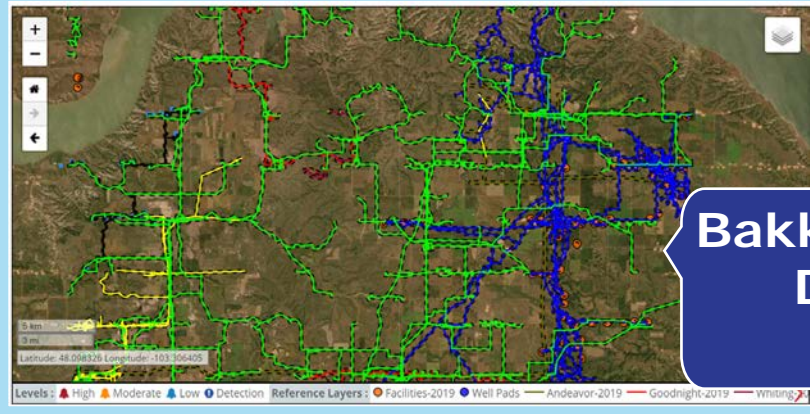 +
−
5 km
3 mi
Latitude: 48.098326 Longitude: -103.306405
Levels : High Moderate Low Detection Reference Layers : Facilities-2019 Well Pads Andeavor-2019 Goodnight-2019
Bakk
D